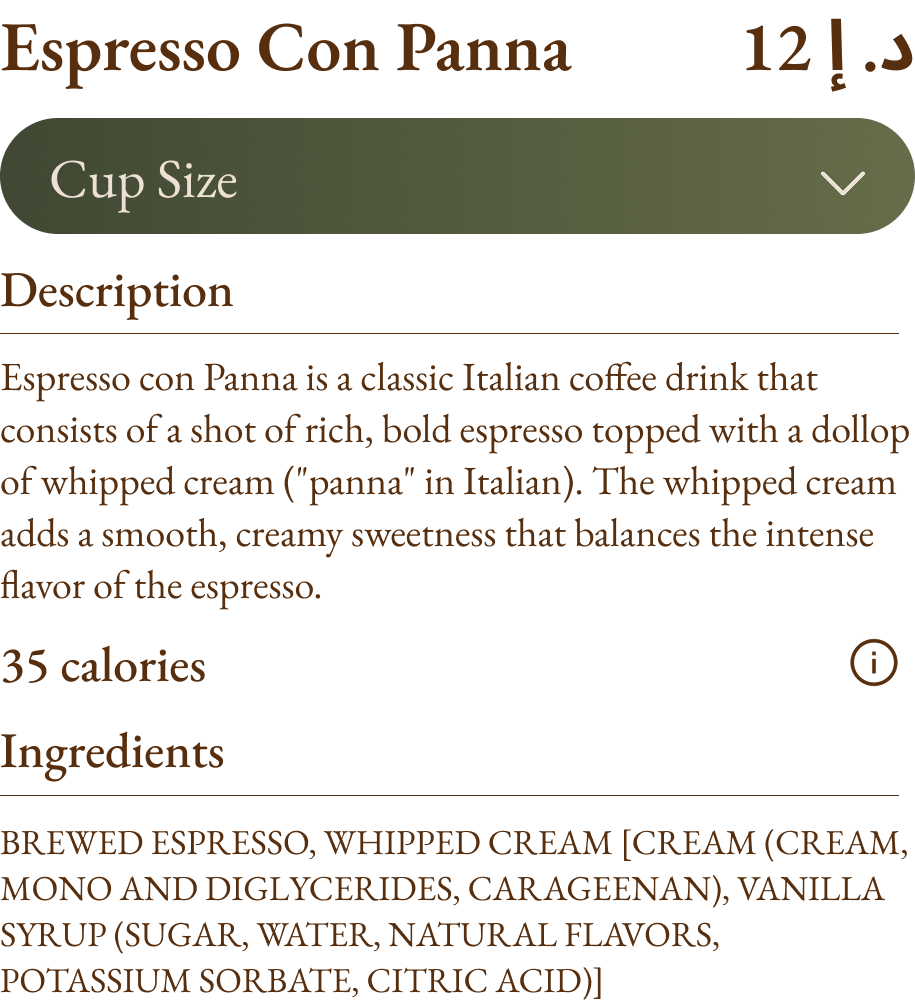 Espresso Con Panna
12 د. إ
Cup Size
Description
Espresso con Panna is a classic Italian coffee drink that
consists of a shot of rich, bold espresso topped with a dollop
of whipped cream ("panna" in Italian). The whipped cream
adds a smooth, creamy sweetness that balances the intense
flavor of the espresso.
35 calories
Ingredients
BREWED ESPRESSO, WHIPPED CREAM [CREAM (CREAM,
MONO AND DIGLYCERIDES, CARAGEENAN), VANILLA
SYRUP (SUGAR, WATER, NATURAL FLAVORS,
POTASSIUM SORBATE, CITRIC ACID)]